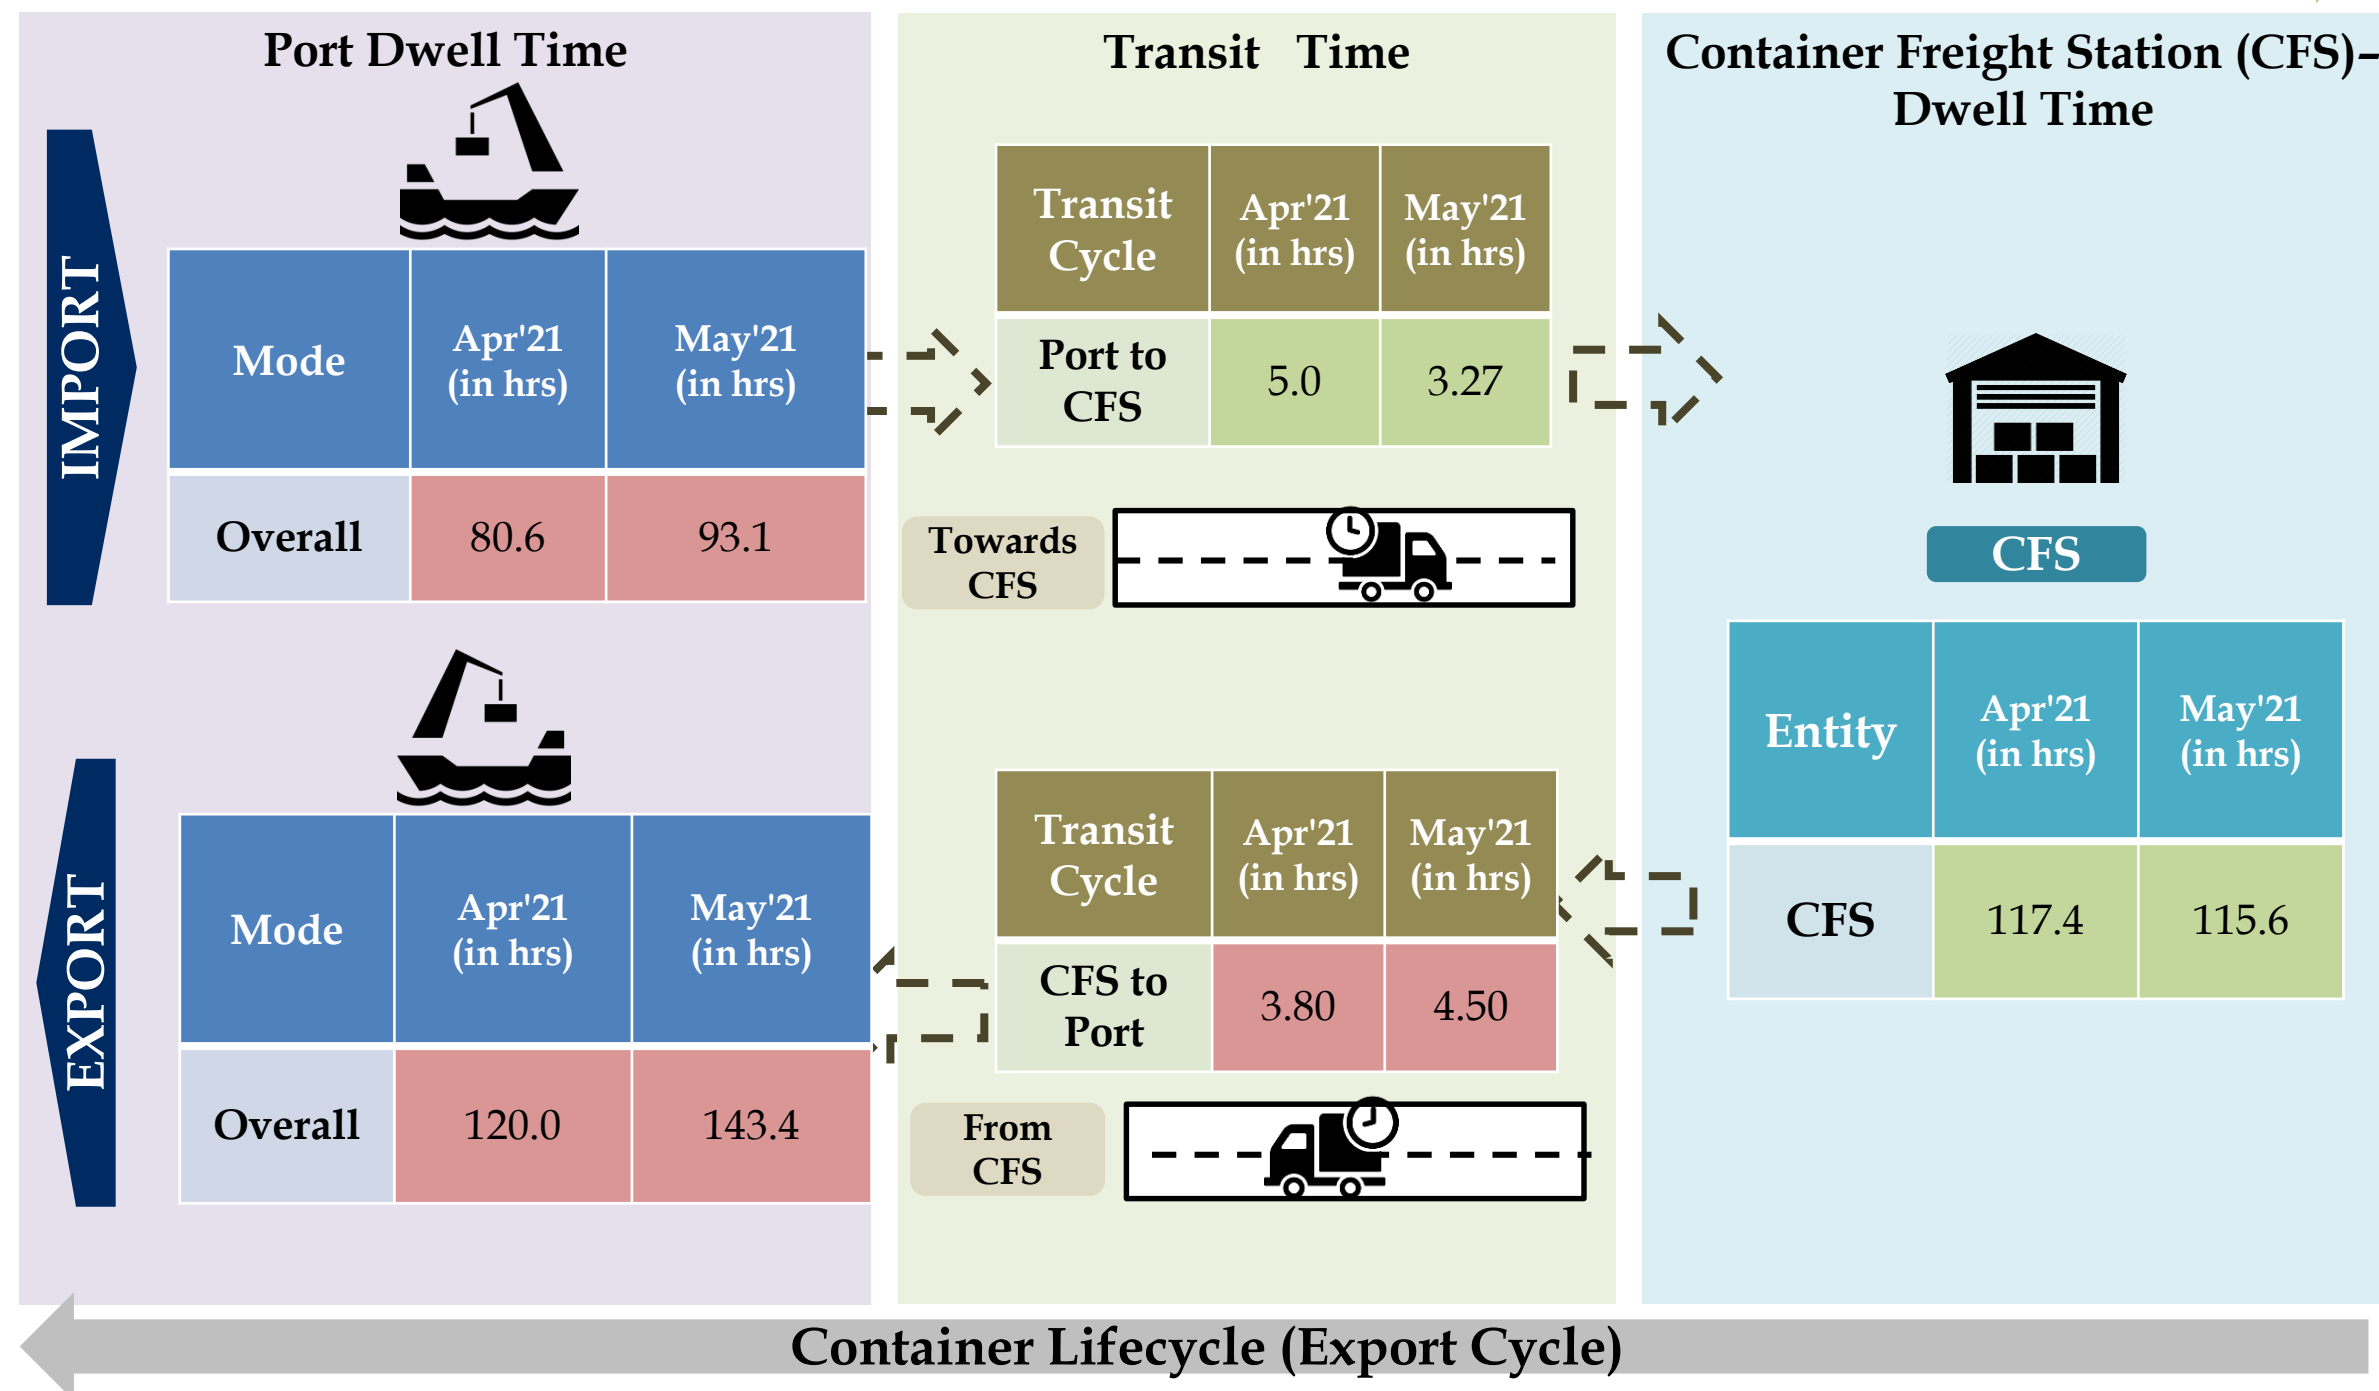 Port Dwell Time
IMPORT
Mode Apr'21 (in hrs) May'21 (in hrs)
Overall 80.6 93.1
EXPORT
Mode Apr'21 (in hrs) May'21 (in hrs)
Overall 120.0 143.4
Transit Time
Transit Cycle Apr'21 (in hrs) May'21 (in hrs)
Port to CFS 5.0 3.27
Towards
CFS
Transit Cycle Apr'21 (in hrs) May'21 (in hrs)
CFS to Port 3.80 4.50
From
CFS
Container Freight Station (CFS)–
Dwell Time
CFS
Entity Apr'21 (in hrs) May'21 (in hrs)
CFS 117.4 115.6
Container Lifecycle (Export Cycle)